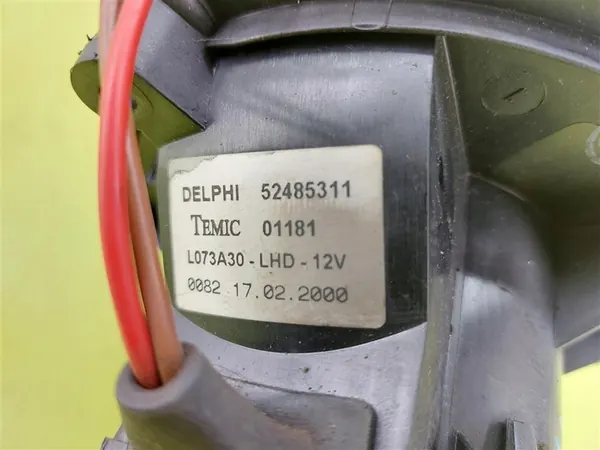 DELPHI 52485311
TEMIC 01181
L073A30 - LHD - 12V
0082 17.02.2000